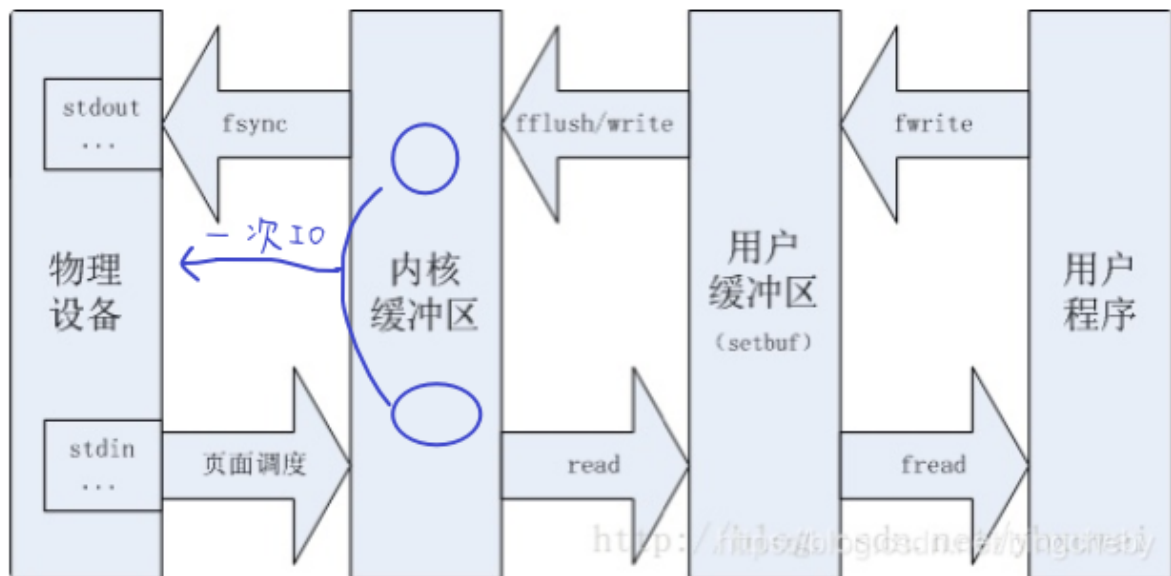 stdout
...
fsync
fflush/write
fwrite
一次IO
物理
设备
内核
缓冲区
用户
缓冲区
(setbuf)
用户
程序
stdin
...
页面调度
read
fread